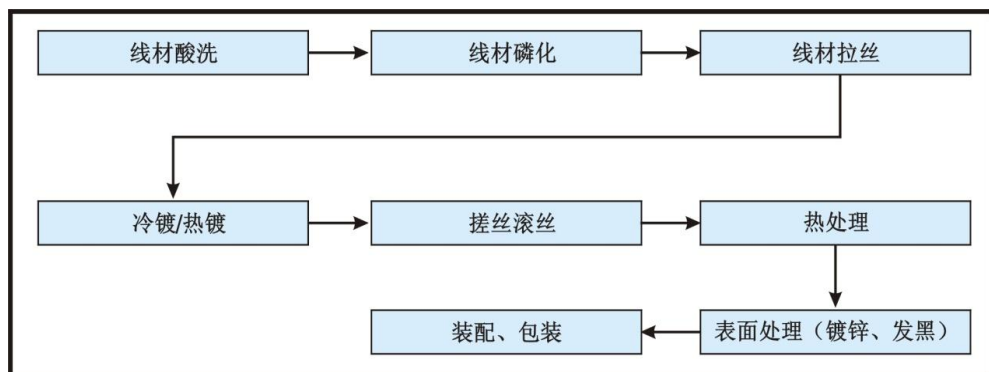 线材酸洗
线材磷化
线材拉丝
冷镀/热镀
搓丝滚丝
热处理
装配、包装
表面处理（镀锌、发黑）